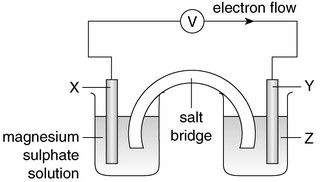 electron flow
V
X
Y
salt
bridge
magnesium
sulphate
solution
Z